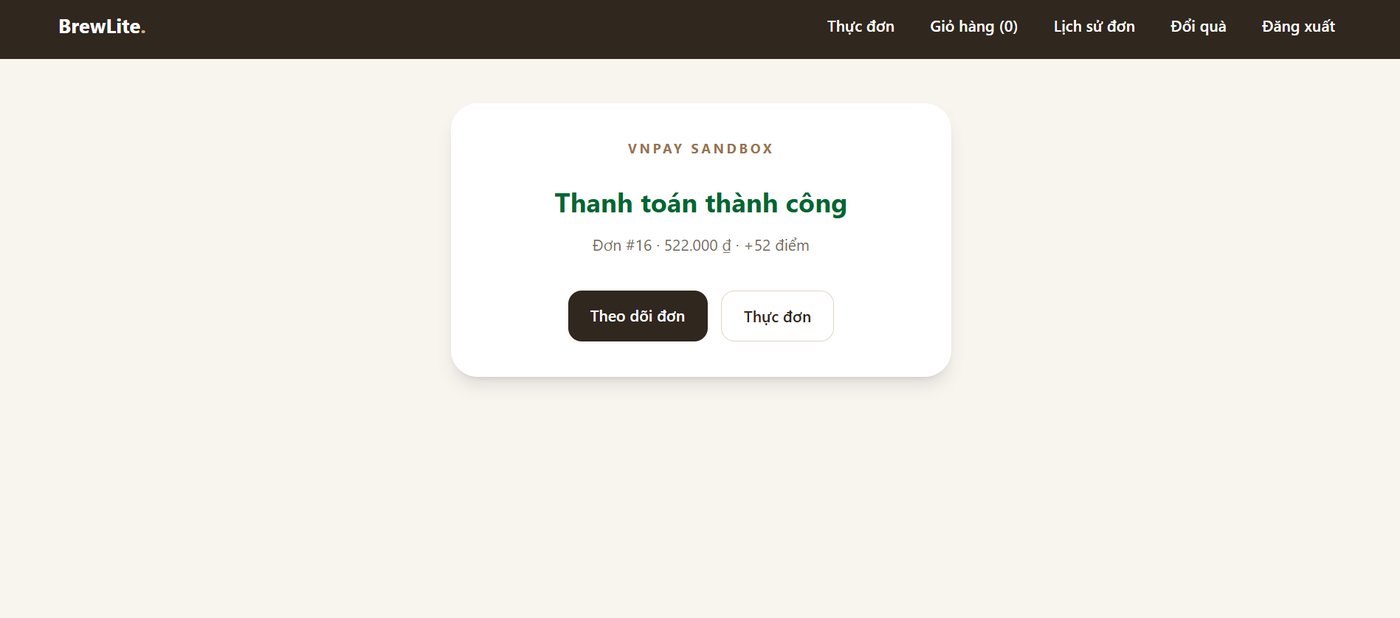 BrewLite.
Thực đơn Giỏ hàng (0) Lịch sử đơn Đổi quà Đăng xuất
VNPAY SANDBOX
Thanh toán thành công
Đơn #16 · 522.000 ₫ · +52 điểm
Theo dõi đơn Thực đơn